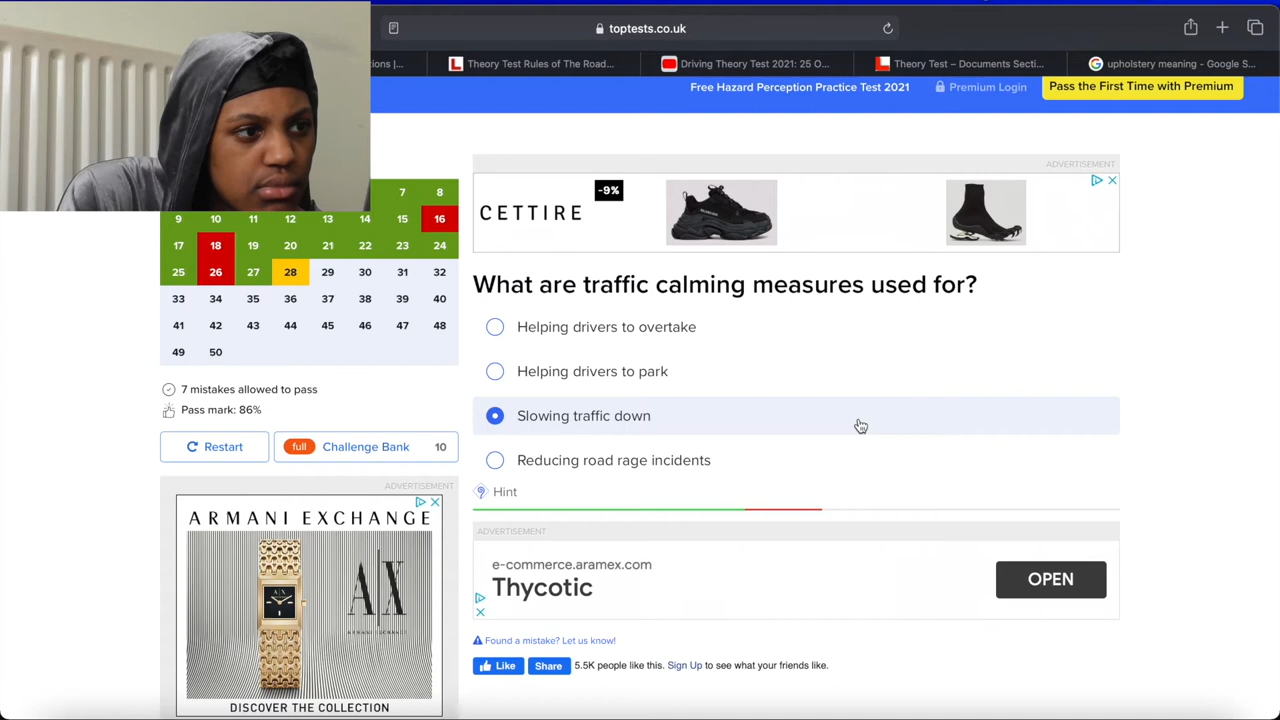 toptests.co.uk
ions |...
Theory Test Rules of The Road...
Driving Theory Test 2021: 25 O...
Theory Test – Documents Secti...
upholstery meaning - Google S...
Free Hazard Perception Practice Test 2021
Premium Login
Pass the First Time with Premium
ADVERTISEMENT
CETTIRE
-9%
7 8
9 10 11 12 13 14 15 16
17 18 19 20 21 22 23 24
25 26 27 28 29 30 31 32
33 34 35 36 37 38 39 40
41 42 43 44 45 46 47 48
49 50
7 mistakes allowed to pass
Pass mark: 86%
Restart
full Challenge Bank 10
ADVERTISEMENT
ARMANI EXCHANGE
A|X
ARMANI EXCHANGE
DISCOVER THE COLLECTION
What are traffic calming measures used for?
Helping drivers to overtake
Helping drivers to park
Slowing traffic down
Reducing road rage incidents
Hint
ADVERTISEMENT
e-commerce.aramex.com
Thycotic
OPEN
Found a mistake? Let us know!
Like
Share
5.5K people like this. Sign Up to see what your friends like.